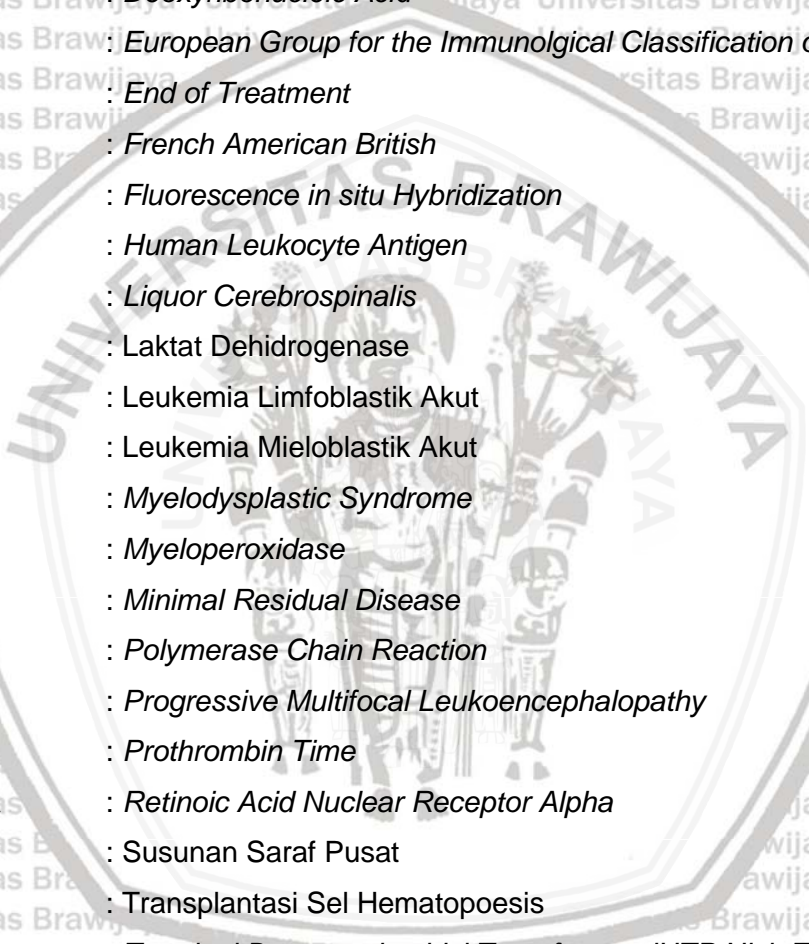 : European Group for the Immunolgical Classification
: End of Treatment
: French American British
: Fluorescence in situ Hybridization
: Human Leukocyte Antigen
: Liquor Cerebrospinalis
: Laktat Dehidrogenase
: Leukemia Limfoblastik Akut
: Leukemia Mieloblastik Akut
: Myelodysplastic Syndrome
: Myeloperoxidase
: Minimal Residual Disease
: Polymerase Chain Reaction
: Progressive Multifocal Leukoencephalopathy
: Prothrombin Time
: Retinoic Acid Nuclear Receptor Alpha
: Susunan Saraf Pusat
: Transplantasi Sel Hematopoesis
UNIVERSITAS BRAWIJAYA